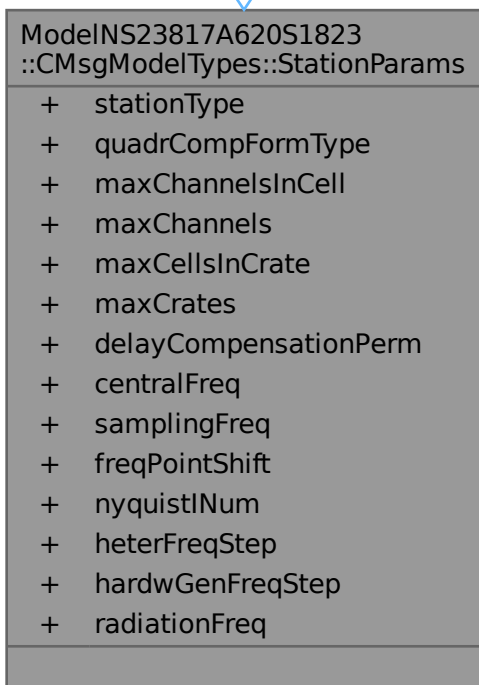 ModelNS23817A620S1823
::CMsgModelTypes::StationParams
+ stationType
+ quadrCompFormType
+ maxChannelsInCell
+ maxChannels
+ maxCellsInCrate
+ maxCrates
+ delayCompensationPerm
+ centralFreq
+ samplingFreq
+ freqPointShift
+ nyquistINum
+ heterFreqStep
+ hardwGenFreqStep
+ radiationFreq